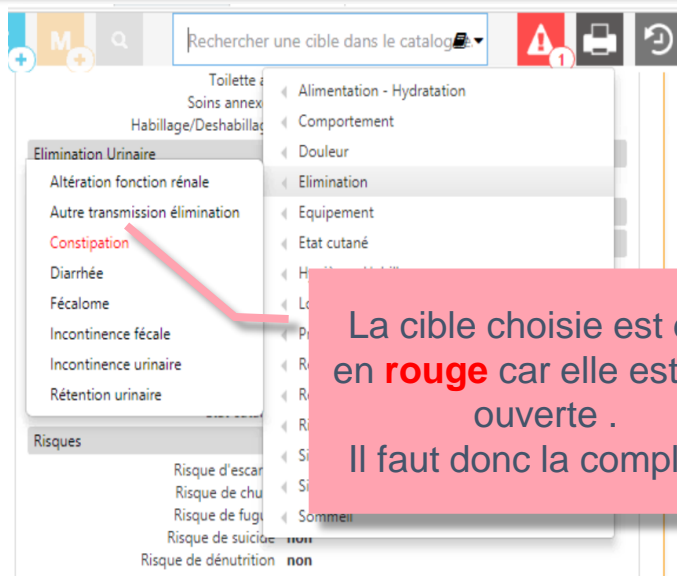 M
Rechercher une cible dans le catalog
1
Toilette
Soins annex
Habillage/Deshabillag
Elimination Urinaire
Alimentation - Hydratation
Comportement
Douleur
Elimination
Equipement
Etat cutané
Altération fonction rénale
Autre transmission élimination
Constipation
Diarrhée
Fécalome
Incontinence fécale
Incontinence urinaire
Rétention urinaire
La cible choisie est
en rouge car elle est
ouverte .
Il faut donc la compl
Sommeil
Risques
Risque d'escar
Risque de chu
Risque de fugu
Risque de suicide non
Risque de dénutrition non